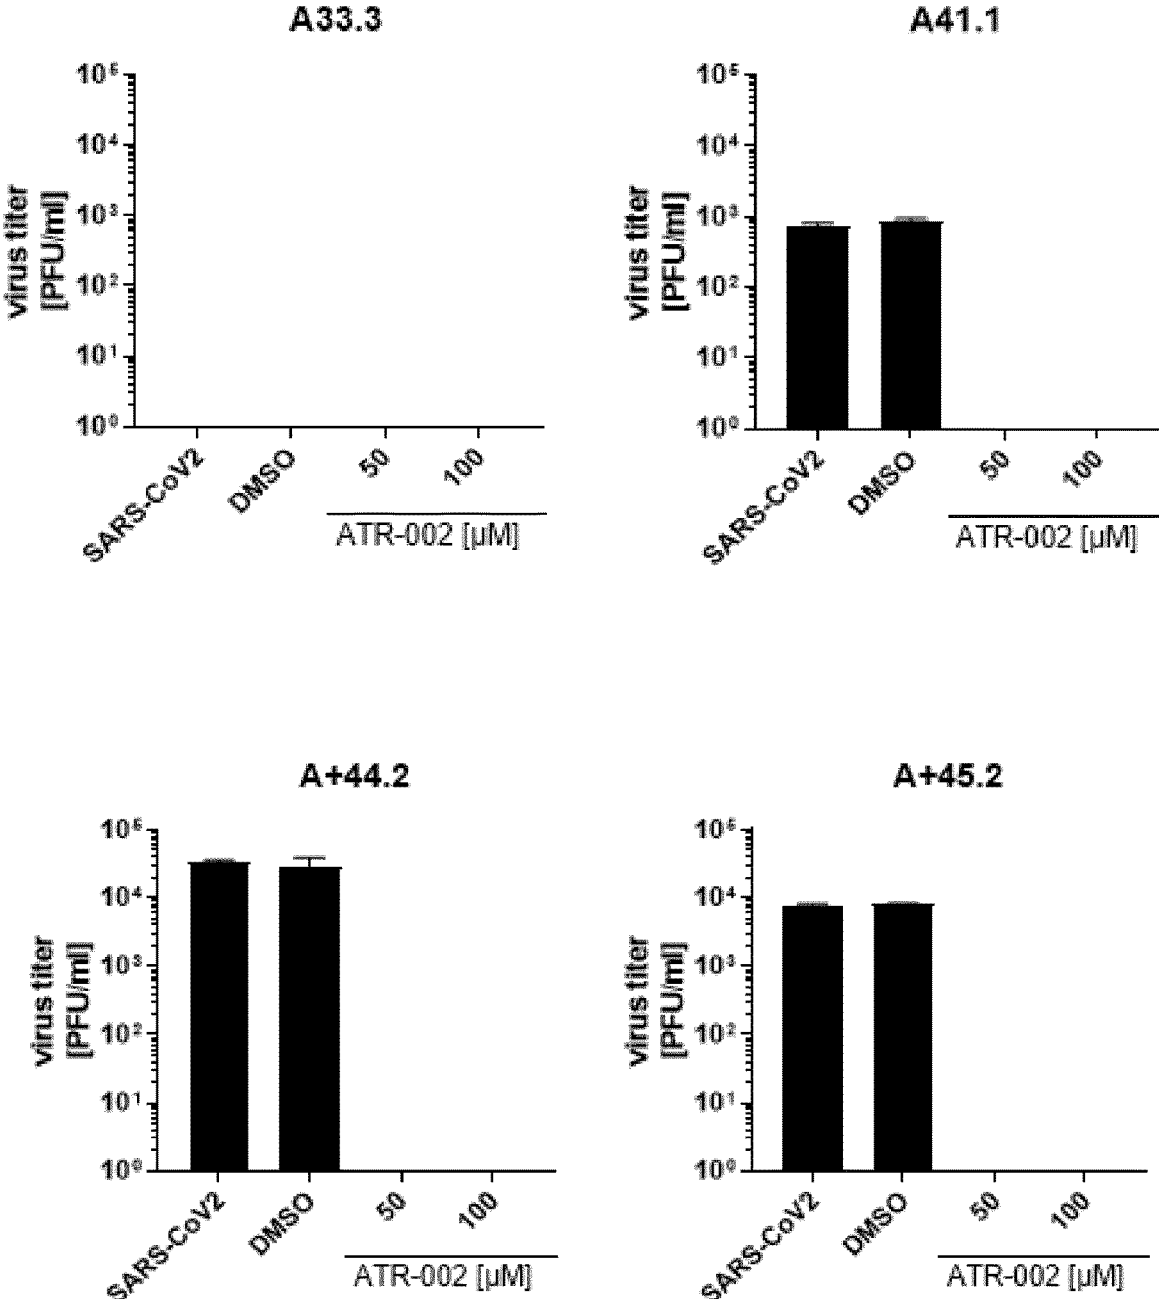 A33.3
A41.1
virus titer
[PFU/ml]
10⁵
10⁴
10³
10²
10¹
10⁰
SARS-CoV2
DMSO
50
100
ATR-002 [µM]
virus titer
[PFU/ml]
10⁵
10⁴
10³
10²
10¹
10⁰
SARS-CoV2
DMSO
50
100
ATR-002 [µM]
A+44.2
A+45.2
virus titer
[PFU/ml]
10⁵
10⁴
10³
10²
10¹
10⁰
SARS-CoV2
DMSO
50
100
ATR-002 [µM]
virus titer
[PFU/ml]
10⁵
10⁴
10³
10²
10¹
10⁰
SARS-CoV2
DMSO
50
100
ATR-002 [µM]